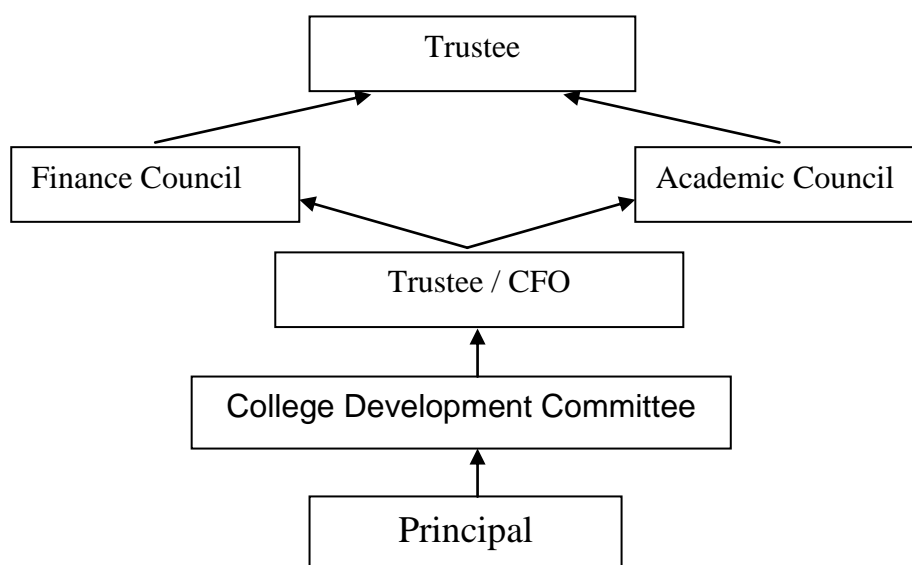 Trustee
Finance Council
Academic Council
Trustee / CFO
College Development Committee
Principal